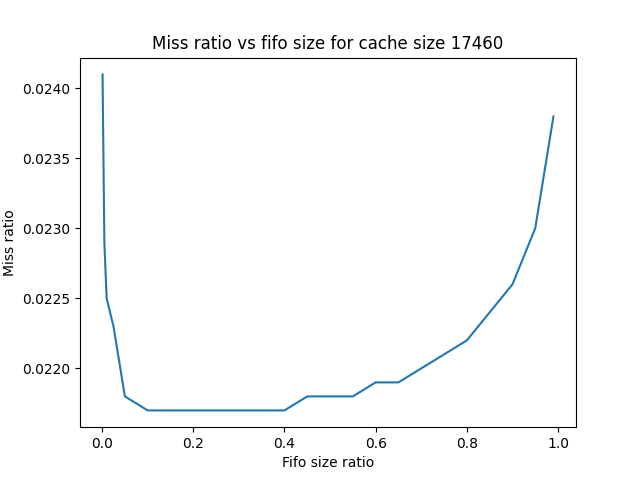 Miss ratio vs fifo size for cache size 17460
0.0240
0.0235
0.0230
0.0225
0.0220
Miss ratio
0.0 0.2 0.4 0.6 0.8 1.0
Fifo size ratio